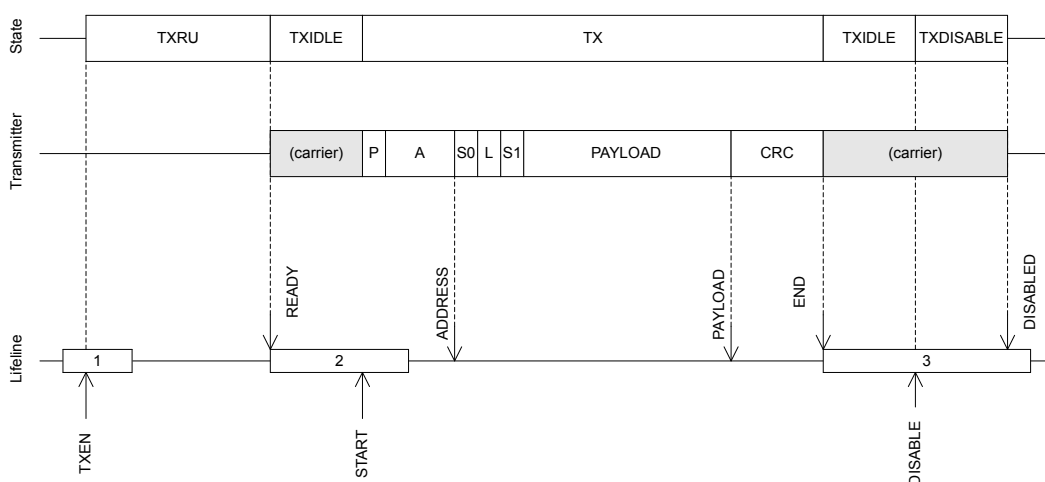 State
TXRU TXIDLE TX TXIDLE TXDISABLE
Transmitter
(carrier) P A S0 L S1 PAYLOAD CRC (carrier)
READY
ADDRESS
PAYLOAD
END
DISABLED
Lifeline
1 2 3
TXEN
START
DISABLE